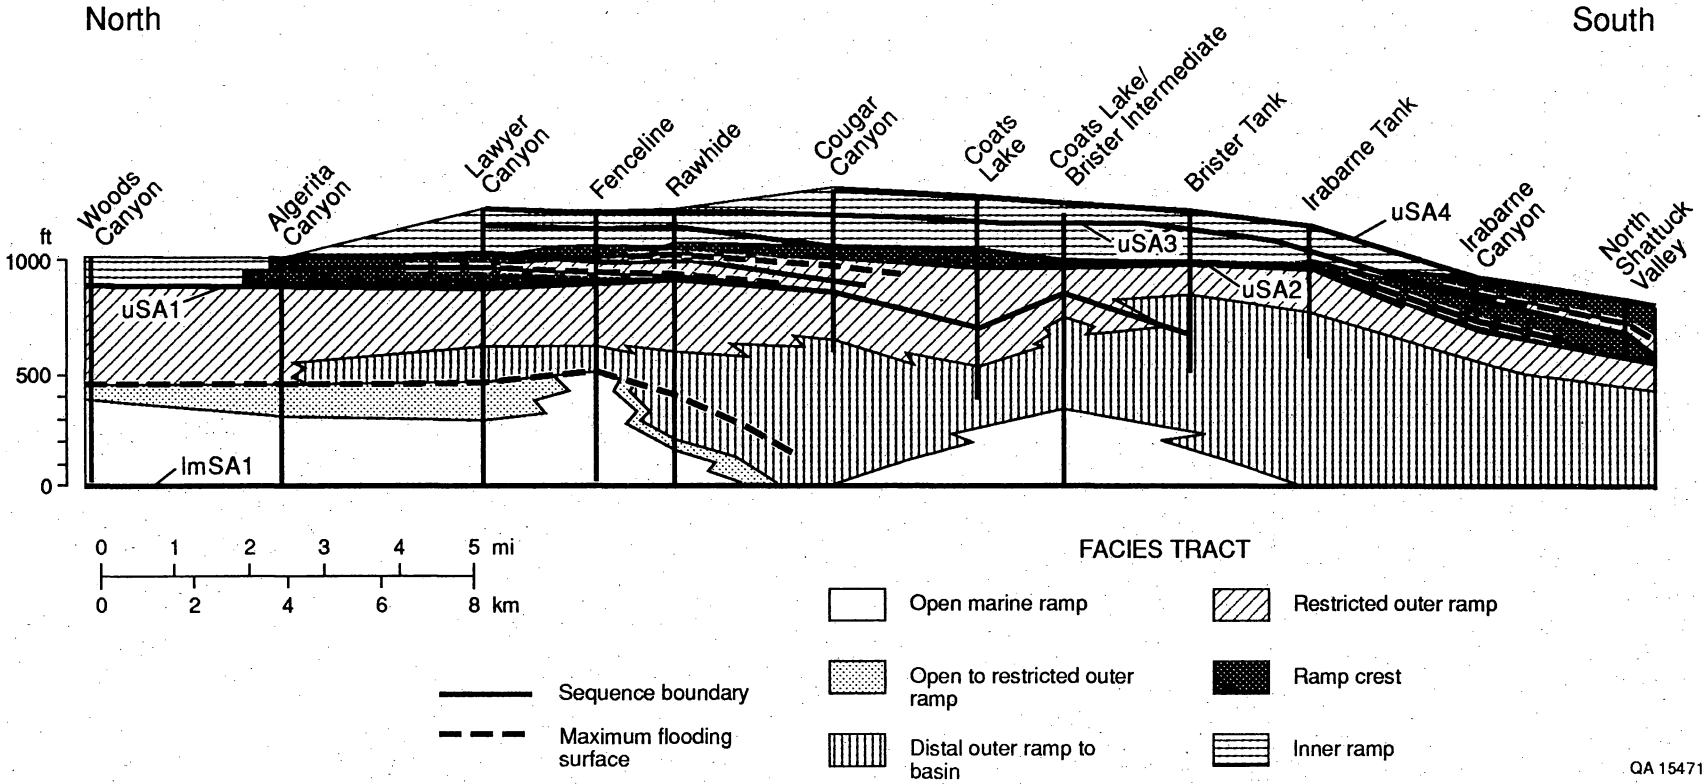 North
South
Woods
Canyon
Algerita
Canyon
Lawyer
Canyon
Fenceline
Rawhide
Cougar
Canyon
Coats
Lake
Coats Lake/
Brister Intermediate
Brister Tank
Irabarne Tank
Irabarne
Canyon
North
Shattuck
Valley
ft
1000
500
0
uSA1
uSA2
uSA3
uSA4
lmSA1
0 1 2 3 4 5 mi
0 2 4 6 8 km
Sequence boundary
Maximum flooding
surface
FACIES TRACT
Open marine ramp
Open to restricted outer
ramp
Distal outer ramp to
basin
Restricted outer ramp
Ramp crest
Inner ramp
QA 15471